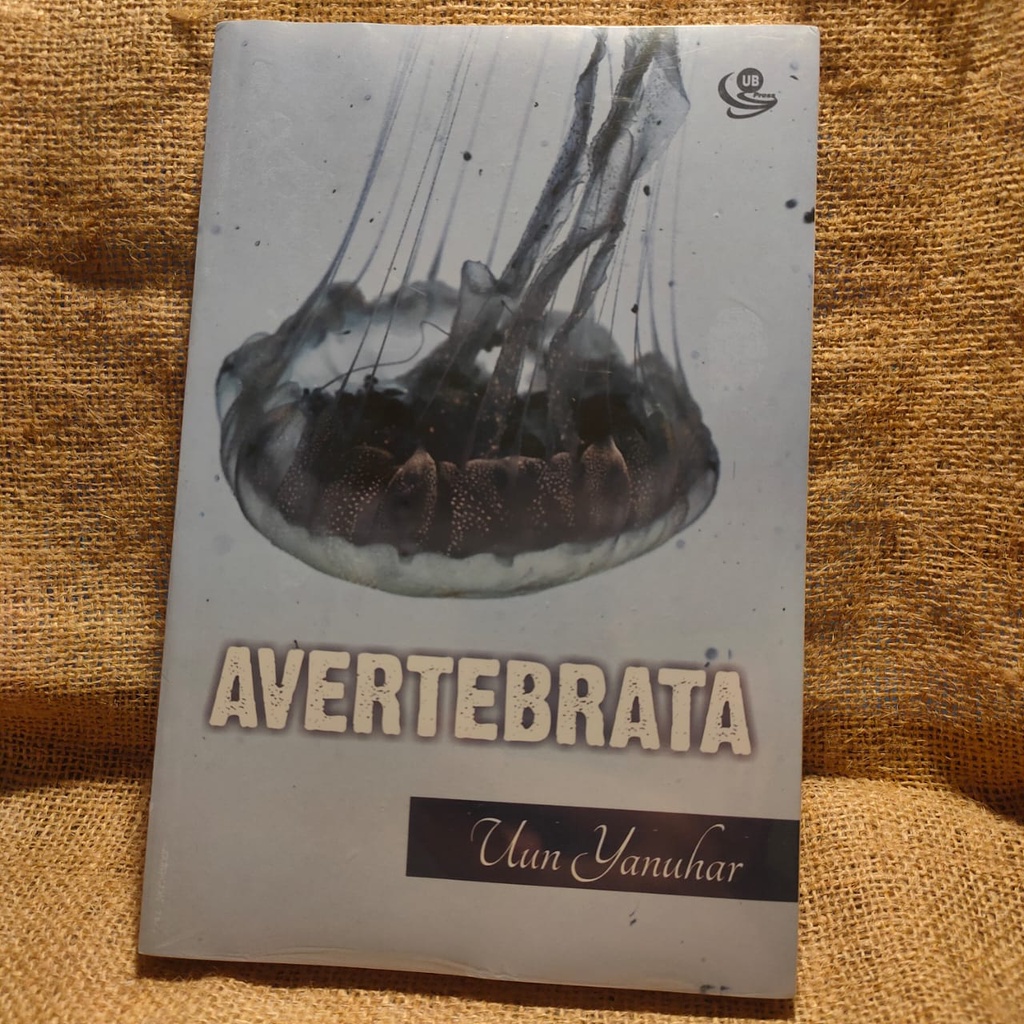 UB
Press
AVERTEBRATA
Uun Yanuhar